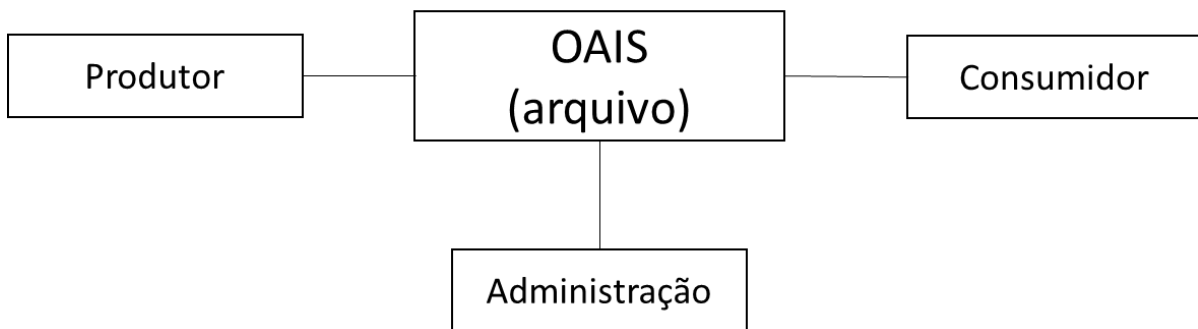 Produtor
OAIS
(arquivo)
Consumidor
Administração